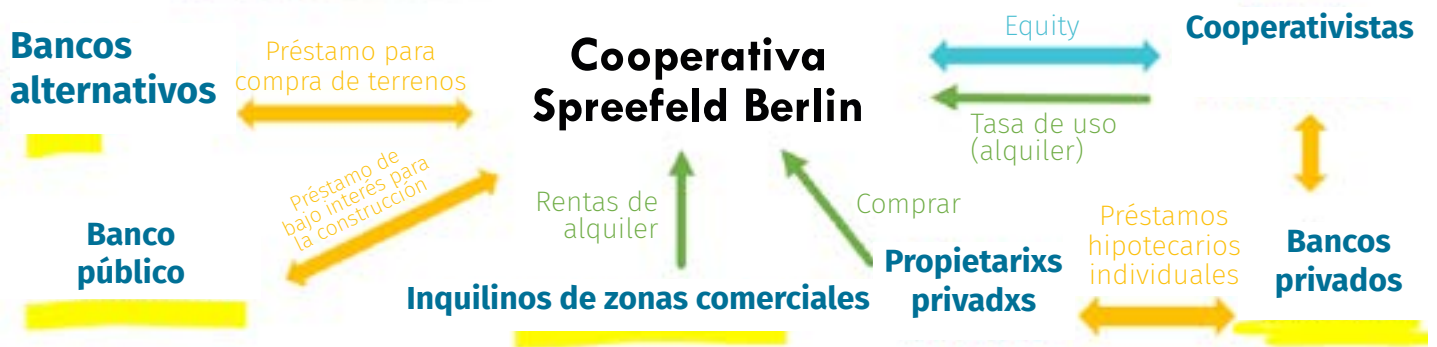 Bancos
alternativos
Préstamo para
compra de terrenos
Cooperativa
Spreefeld Berlin
Equity
Cooperativistas
Tasa de uso
(alquiler)
Préstamo de
bajo interés para
la construcción
Banco
público
Rentas de
alquiler
Inquilinos de zonas comerciales
Comprar
Propietarixs
privadxs
Préstamos
hipotecarios
individuales
Bancos
privados